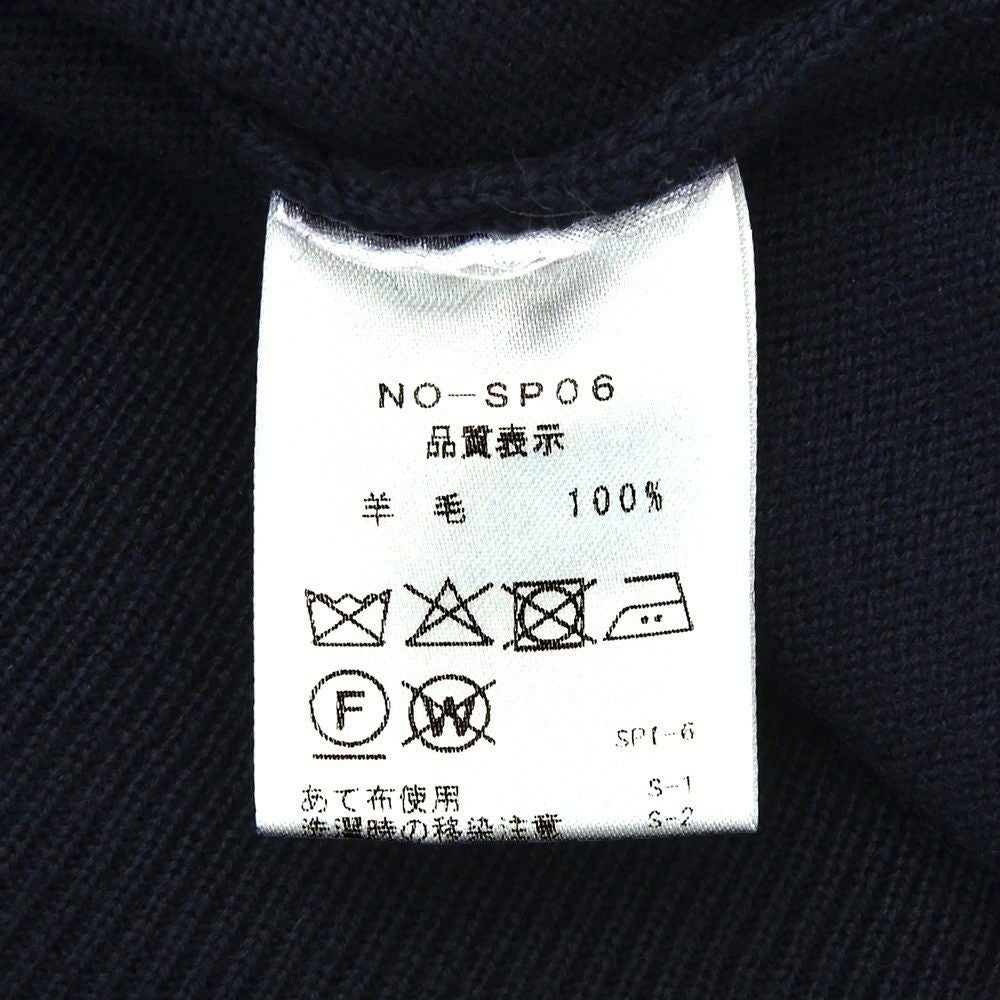 NO-SP06
品質表示
羊毛 100%
F W
SP1-6
あて布使用 S-1
洗濯時の移染注意 S-2